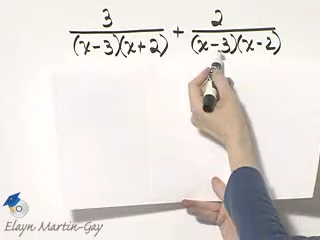 3/((x-3)(x+2)) + 2/((x-3)(x-2))
Elayn Martin-Gay